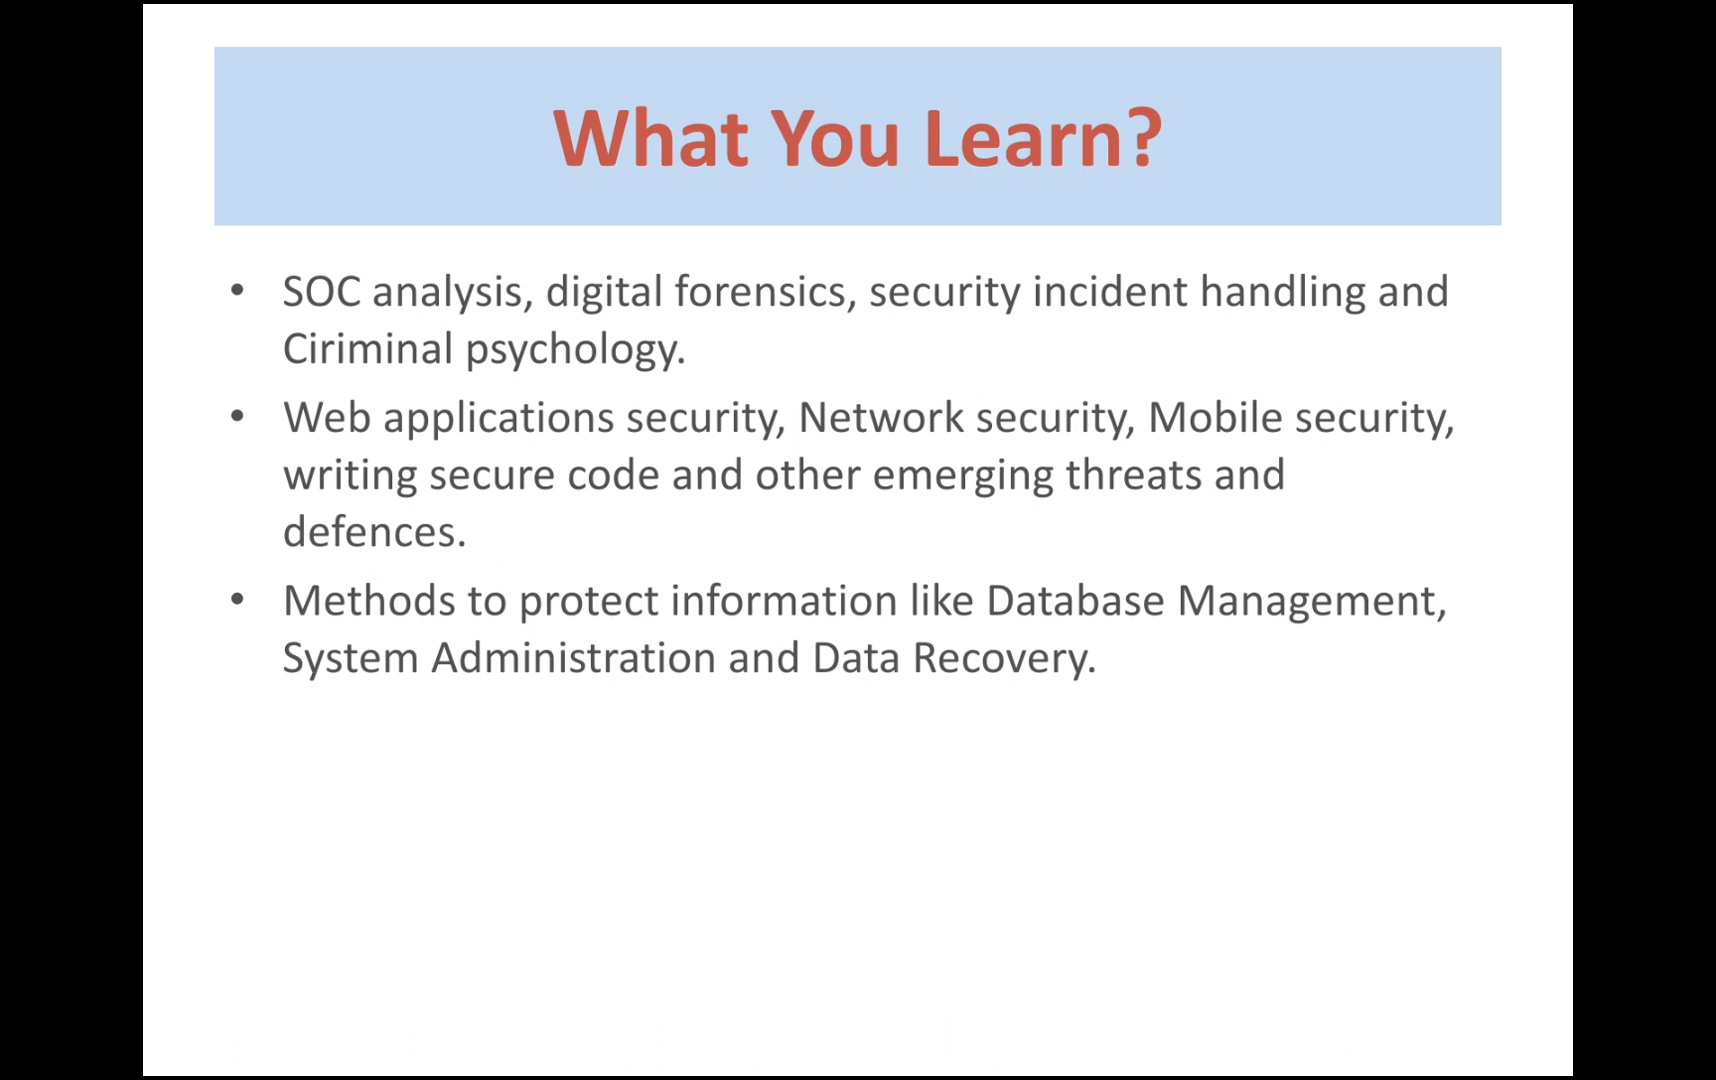 What You Learn?
• SOC analysis, digital forensics, security incident handling and
Ciriminal psychology.
• Web applications security, Network security, Mobile security,
writing secure code and other emerging threats and
defences.
• Methods to protect information like Database Management,
System Administration and Data Recovery.